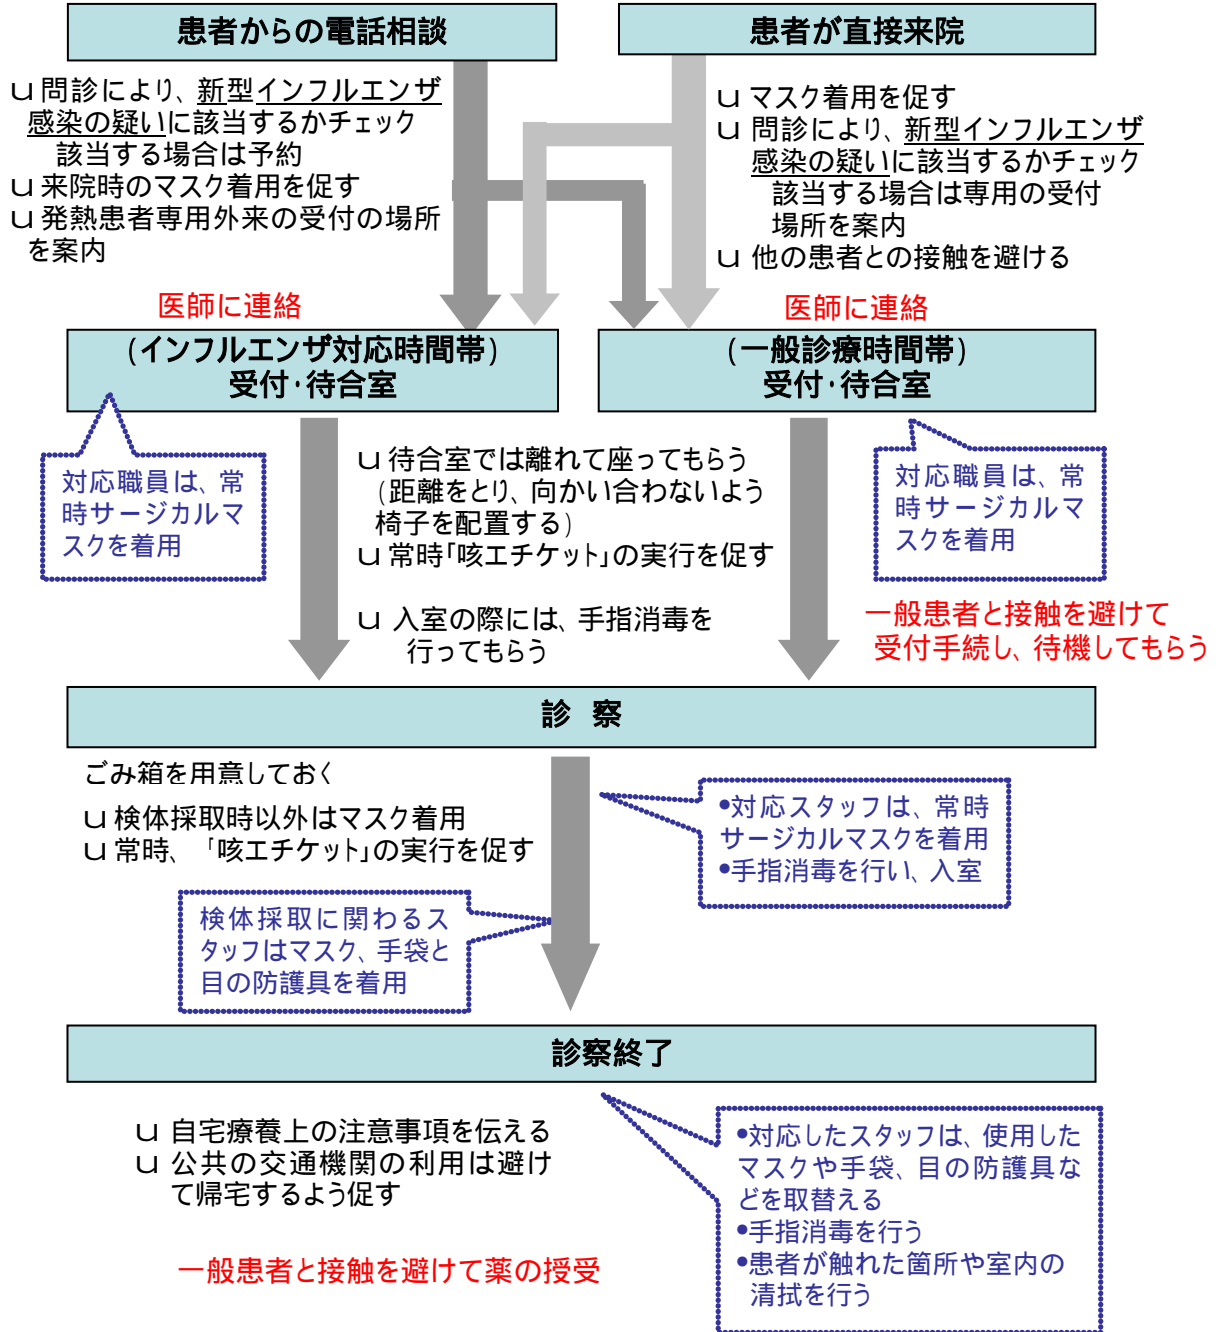 患者からの電話相談
u 問診により、新型インフルエンザ
感染の疑いに該当するかチェック
該当する場合は予約
u 来院時のマスク着用を促す
u 発熱患者専用外来の受付の場所
を案内
患者が直接来院
u マスク着用を促す
u 問診により、新型インフルエンザ
感染の疑いに該当するかチェック
該当する場合は専用の受付
場所を案内
u 他の患者との接触を避ける
医師に連絡
医師に連絡
(インフルエンザ対応時間帯)
受付・待合室
(一般診療時間帯)
受付・待合室
対応職員は、常
時サージカルマ
スクを着用
u 待合室では離れて座ってもらう
(距離をとり、向かい合わないよう
椅子を配置する)
u 常時「咳エチケット」の実行を促す
u 入室の際には、手指消毒を
行ってもらう
対応職員は、常
時サージカルマ
スクを着用
一般患者と接触を避けて
受付手続し、待機してもらう
診 察
ごみ箱を用意しておく
u 検体採取時以外はマスク着用
u 常時、「咳エチケット」の実行を促す
•対応スタッフは、常時
サージカルマスクを着用
•手指消毒を行い、入室
検体採取に関わるス
タッフはマスク、手袋と
目の防護具を着用
診察終了
u 自宅療養上の注意事項を伝える
u 公共の交通機関の利用は避け
て帰宅するよう促す
一般患者と接触を避けて薬の授受
•対応したスタッフは、使用した
マスクや手袋、目の防護具な
どを取替える
•手指消毒を行う
•患者が触れた箇所や室内の
清拭を行う